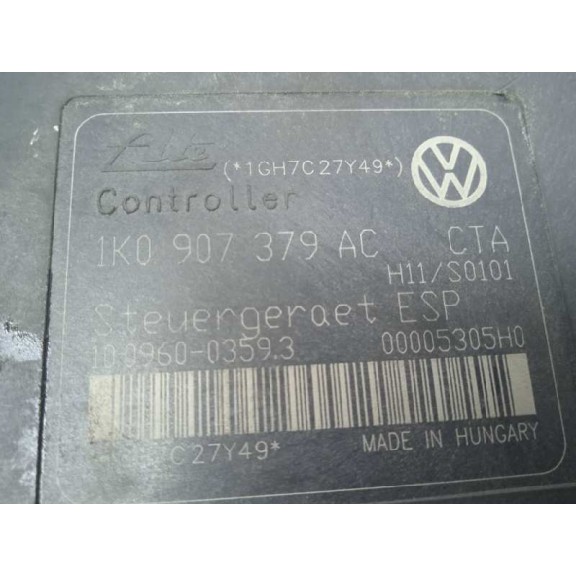 Ate (*1GH7C27Y49*)
Controller
1K0 907 379 AC CTA
H11/S0101
Steuergeraet ESP
10.0960-0359.3 00005305H0
C27Y49* MADE IN HUNGARY